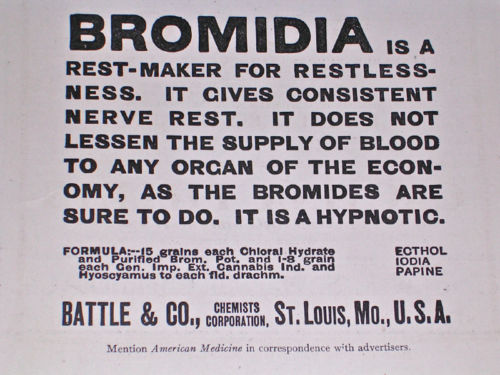 BROMIDIA IS A
REST-MAKER FOR RESTLESS-
NESS. IT GIVES CONSISTENT
NERVE REST. IT DOES NOT
LESSEN THE SUPPLY OF BLOOD
TO ANY ORGAN OF THE ECON-
OMY, AS THE BROMIDES ARE
SURE TO DO. IT IS A HYPNOTIC.
FORMULA:--15 grains each Chloral Hydrate
and Purified Brom. Pot. and 1-8 grain
each Gen. Imp. Ext. Cannabis Ind. and
Hyoscyamus to each fld. drachm.
ECTHOL
IODIA
PAPINE
BATTLE & CO., CHEMISTS CORPORATION, ST. LOUIS, MO., U.S.A.
Mention American Medicine in correspondence with advertisers.